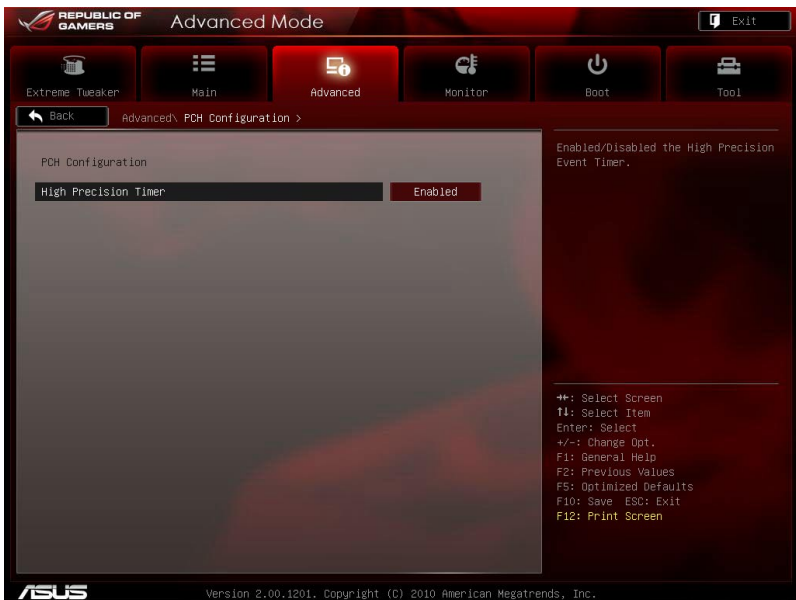 REPUBLIC OF
GAMERS
Advanced Mode
Exit
Extreme Tweaker
Main
Advanced
Monitor
Boot
Tool
Back
Advanced\ PCH Configuration >
PCH Configuration
High Precision Timer
Enabled
Enabled/Disabled the High Precision
Event Timer.
→←: Select Screen
↑↓: Select Item
Enter: Select
+/-: Change Opt.
F1: General Help
F2: Previous Values
F5: Optimized Defaults
F10: Save ESC: Exit
F12: Print Screen
ASUS
Version 2.00.1201. Copyright (C) 2010 American Megatrends, Inc.